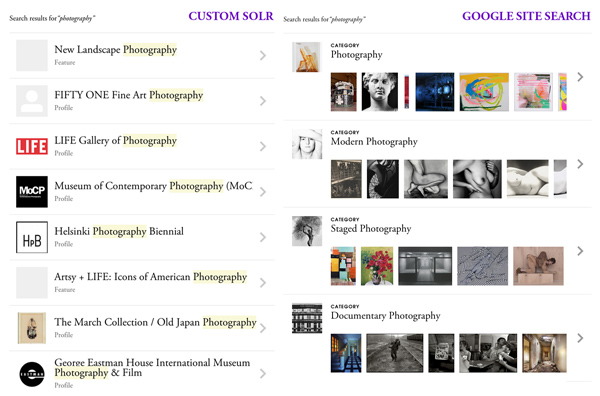 Search results for "photography"
CUSTOM SOLR
New Landscape Photography
Feature
FIFTY ONE Fine Art Photography
Profile
LIFE
LIFE Gallery of Photography
Profile
MoCP
Museum of Contemporary Photography (MoC
Profile
HpB
Helsinki Photography Biennial
Profile
Artsy + LIFE: Icons of American Photography
Feature
The March Collection / Old Japan Photography
Profile
EASTMAN
George Eastman House International Museum
Photography & Film
Profile
Search results for "photography"
GOOGLE SITE SEARCH
CATEGORY
Photography
CATEGORY
Modern Photography
CATEGORY
Staged Photography
CATEGORY
Documentary Photography